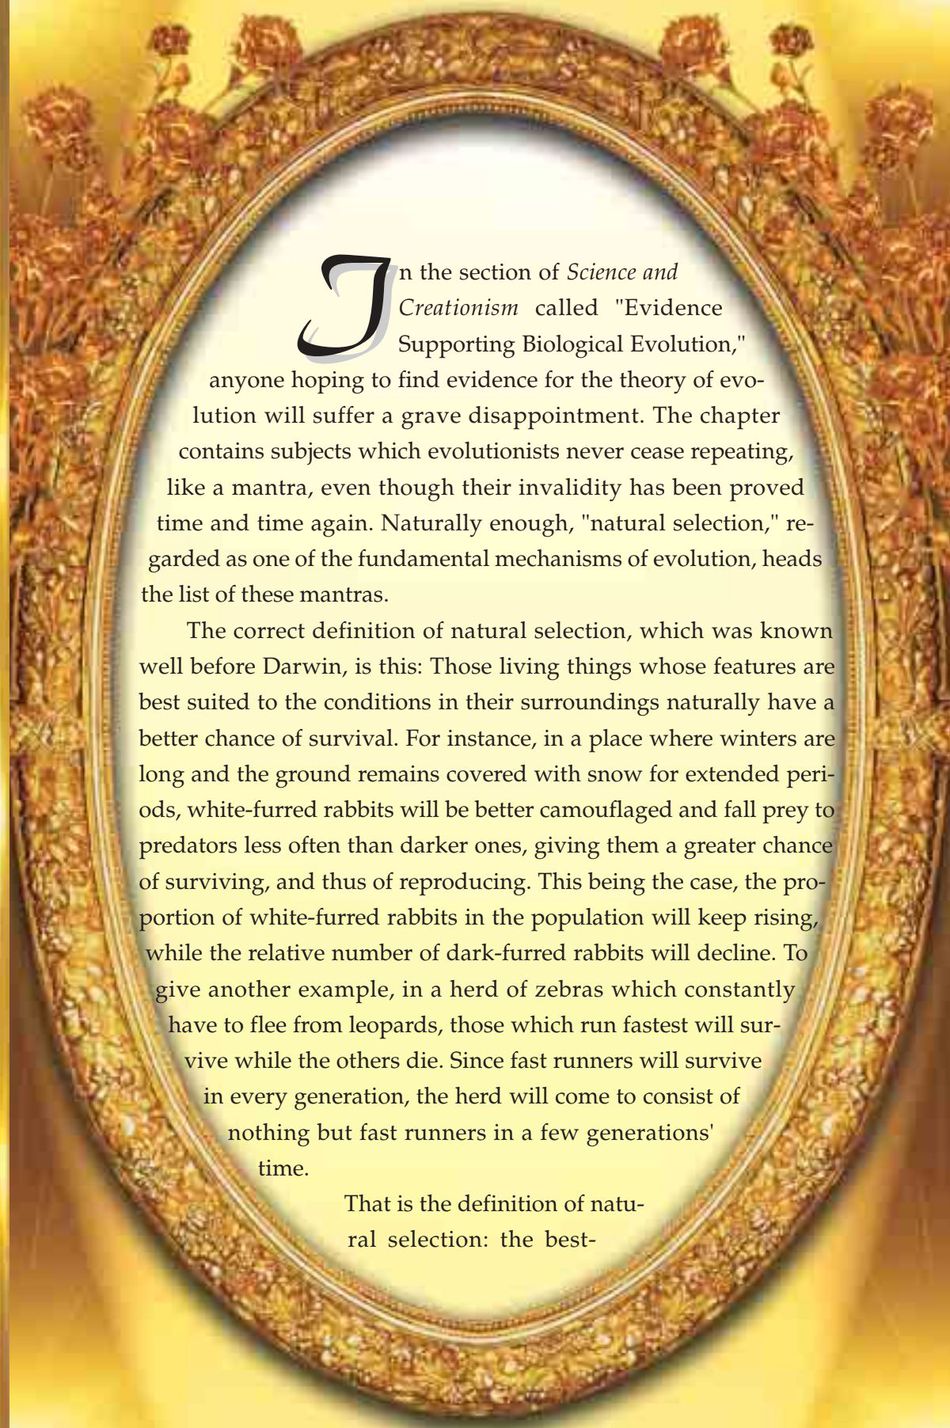 In the section of Science and
Creationism called "Evidence
Supporting Biological Evolution,"
anyone hoping to find evidence for the theory of evo-
lution will suffer a grave disappointment. The chapter
contains subjects which evolutionists never cease repeating,
like a mantra, even though their invalidity has been proved
time and time again. Naturally enough, "natural selection," re-
garded as one of the fundamental mechanisms of evolution, heads
the list of these mantras.
The correct definition of natural selection, which was known
well before Darwin, is this: Those living things whose features are
best suited to the conditions in their surroundings naturally have a
better chance of survival. For instance, in a place where winters are
long and the ground remains covered with snow for extended peri-
ods, white-furred rabbits will be better camouflaged and fall prey to
predators less often than darker ones, giving them a greater chance
of surviving, and thus of reproducing. This being the case, the pro-
portion of white-furred rabbits in the population will keep rising,
while the relative number of dark-furred rabbits will decline. To
give another example, in a herd of zebras which constantly
have to flee from leopards, those which run fastest will sur-
vive while the others die. Since fast runners will survive
in every generation, the herd will come to consist of
nothing but fast runners in a few generations'
time.
That is the definition of natu-
ral selection: the best-